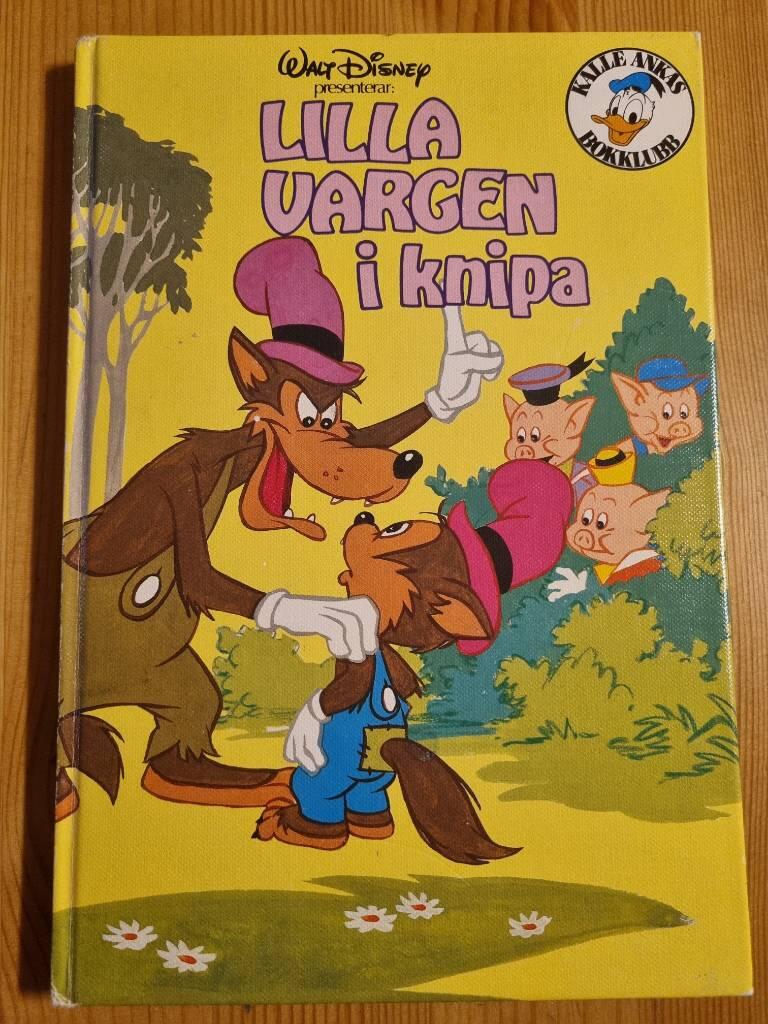 Walt Disney
presenterar:
LILLA
VARGEN
i knipa
KALLE ANKAS
BOKKLUBB